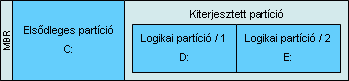 MBR
Elsődleges partíció
C:
Kiterjesztett partíció
Logikai partíció / 1
D:
Logikai partíció / 2
E: